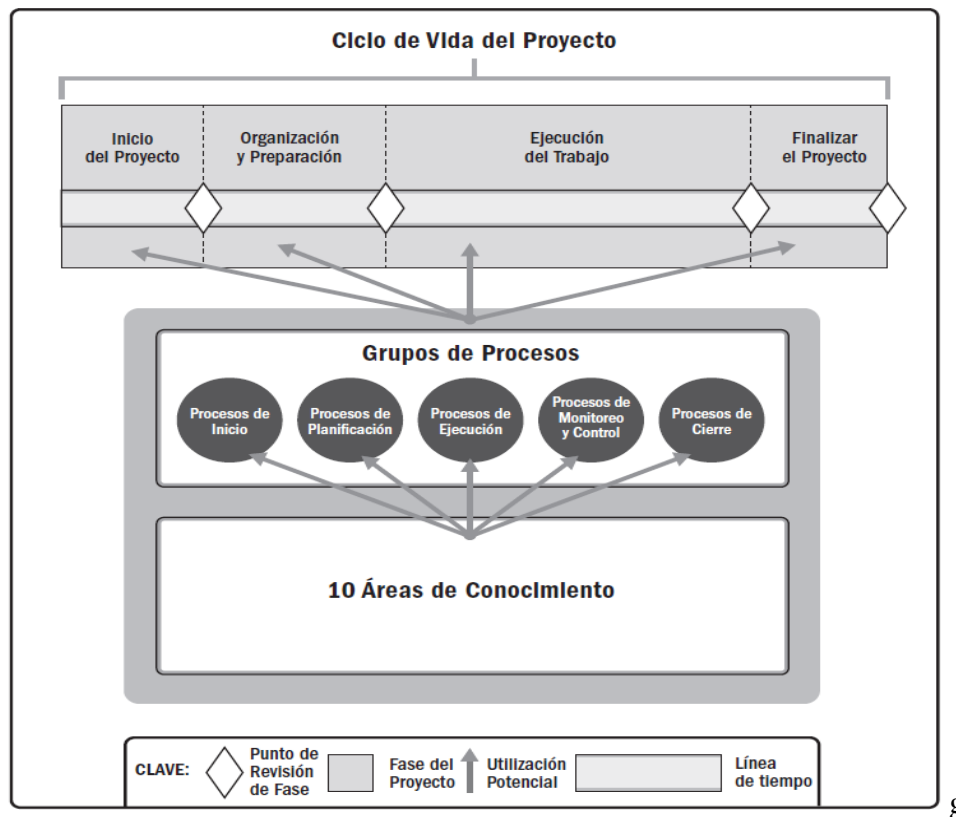 Ciclo de Vida del Proyecto
Inicio
del Proyecto
Organización
y Preparación
Ejecución
del Trabajo
Finalizar
el Proyecto
Grupos de Procesos
Procesos de
Inicio
Procesos de
Planificación
Procesos de
Ejecución
Procesos de
Monitoreo
y Control
Procesos de
Cierre
10 Áreas de Conocimiento
CLAVE:
Punto de
Revisión
de Fase
Fase del
Proyecto
Utilización
Potencial
Línea
de tiempo